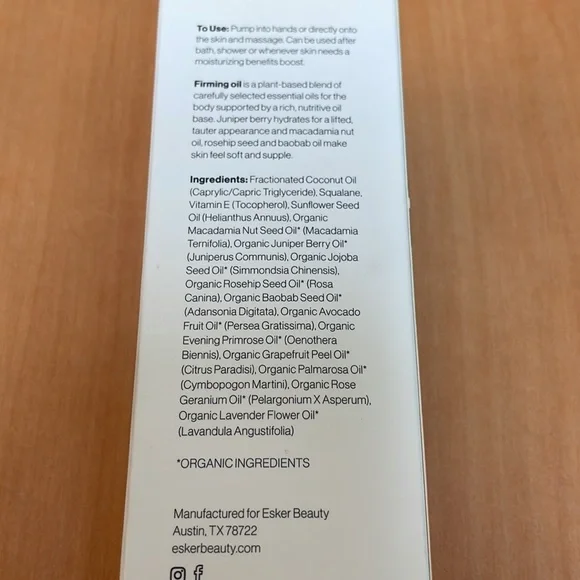 To Use: Pump into hands or directly onto
the skin and massage. Can be used after
bath, shower or whenever skin needs a
moisturizing benefits boost.
Firming oil is a plant-based blend of
carefully selected essential oils for the
body supported by a rich, nutritive oil
base. Juniper berry hydrates for a lifted,
tauter appearance and macadamia nut
oil, rosehip seed and baobab oil make
skin feel soft and supple.
Ingredients: Fractionated Coconut Oil
(Caprylic/Capric Triglyceride), Squalane,
Vitamin E (Tocopherol), Sunflower Seed
Oil (Helianthus Annuus), Organic
Macadamia Nut Seed Oil* (Macadamia
Ternifolia), Organic Juniper Berry Oil*
(Juniperus Communis), Organic Jojoba
Seed Oil* (Simmondsia Chinensis),
Organic Rosehip Seed Oil* (Rosa
Canina), Organic Baobab Seed Oil*
(Adansonia Digitata), Organic Avocado
Fruit Oil* (Persea Gratissima), Organic
Evening Primrose Oil* (Oenothera
Biennis), Organic Grapefruit Peel Oil*
(Citrus Paradisi), Organic Palmarosa Oil*
(Cymbopogon Martini), Organic Rose
Geranium Oil* (Pelargonium X Asperum),
Organic Lavender Flower Oil*
(Lavandula Angustifolia)
*ORGANIC INGREDIENTS
Manufactured for Esker Beauty
Austin, TX 78722
eskerbeauty.com